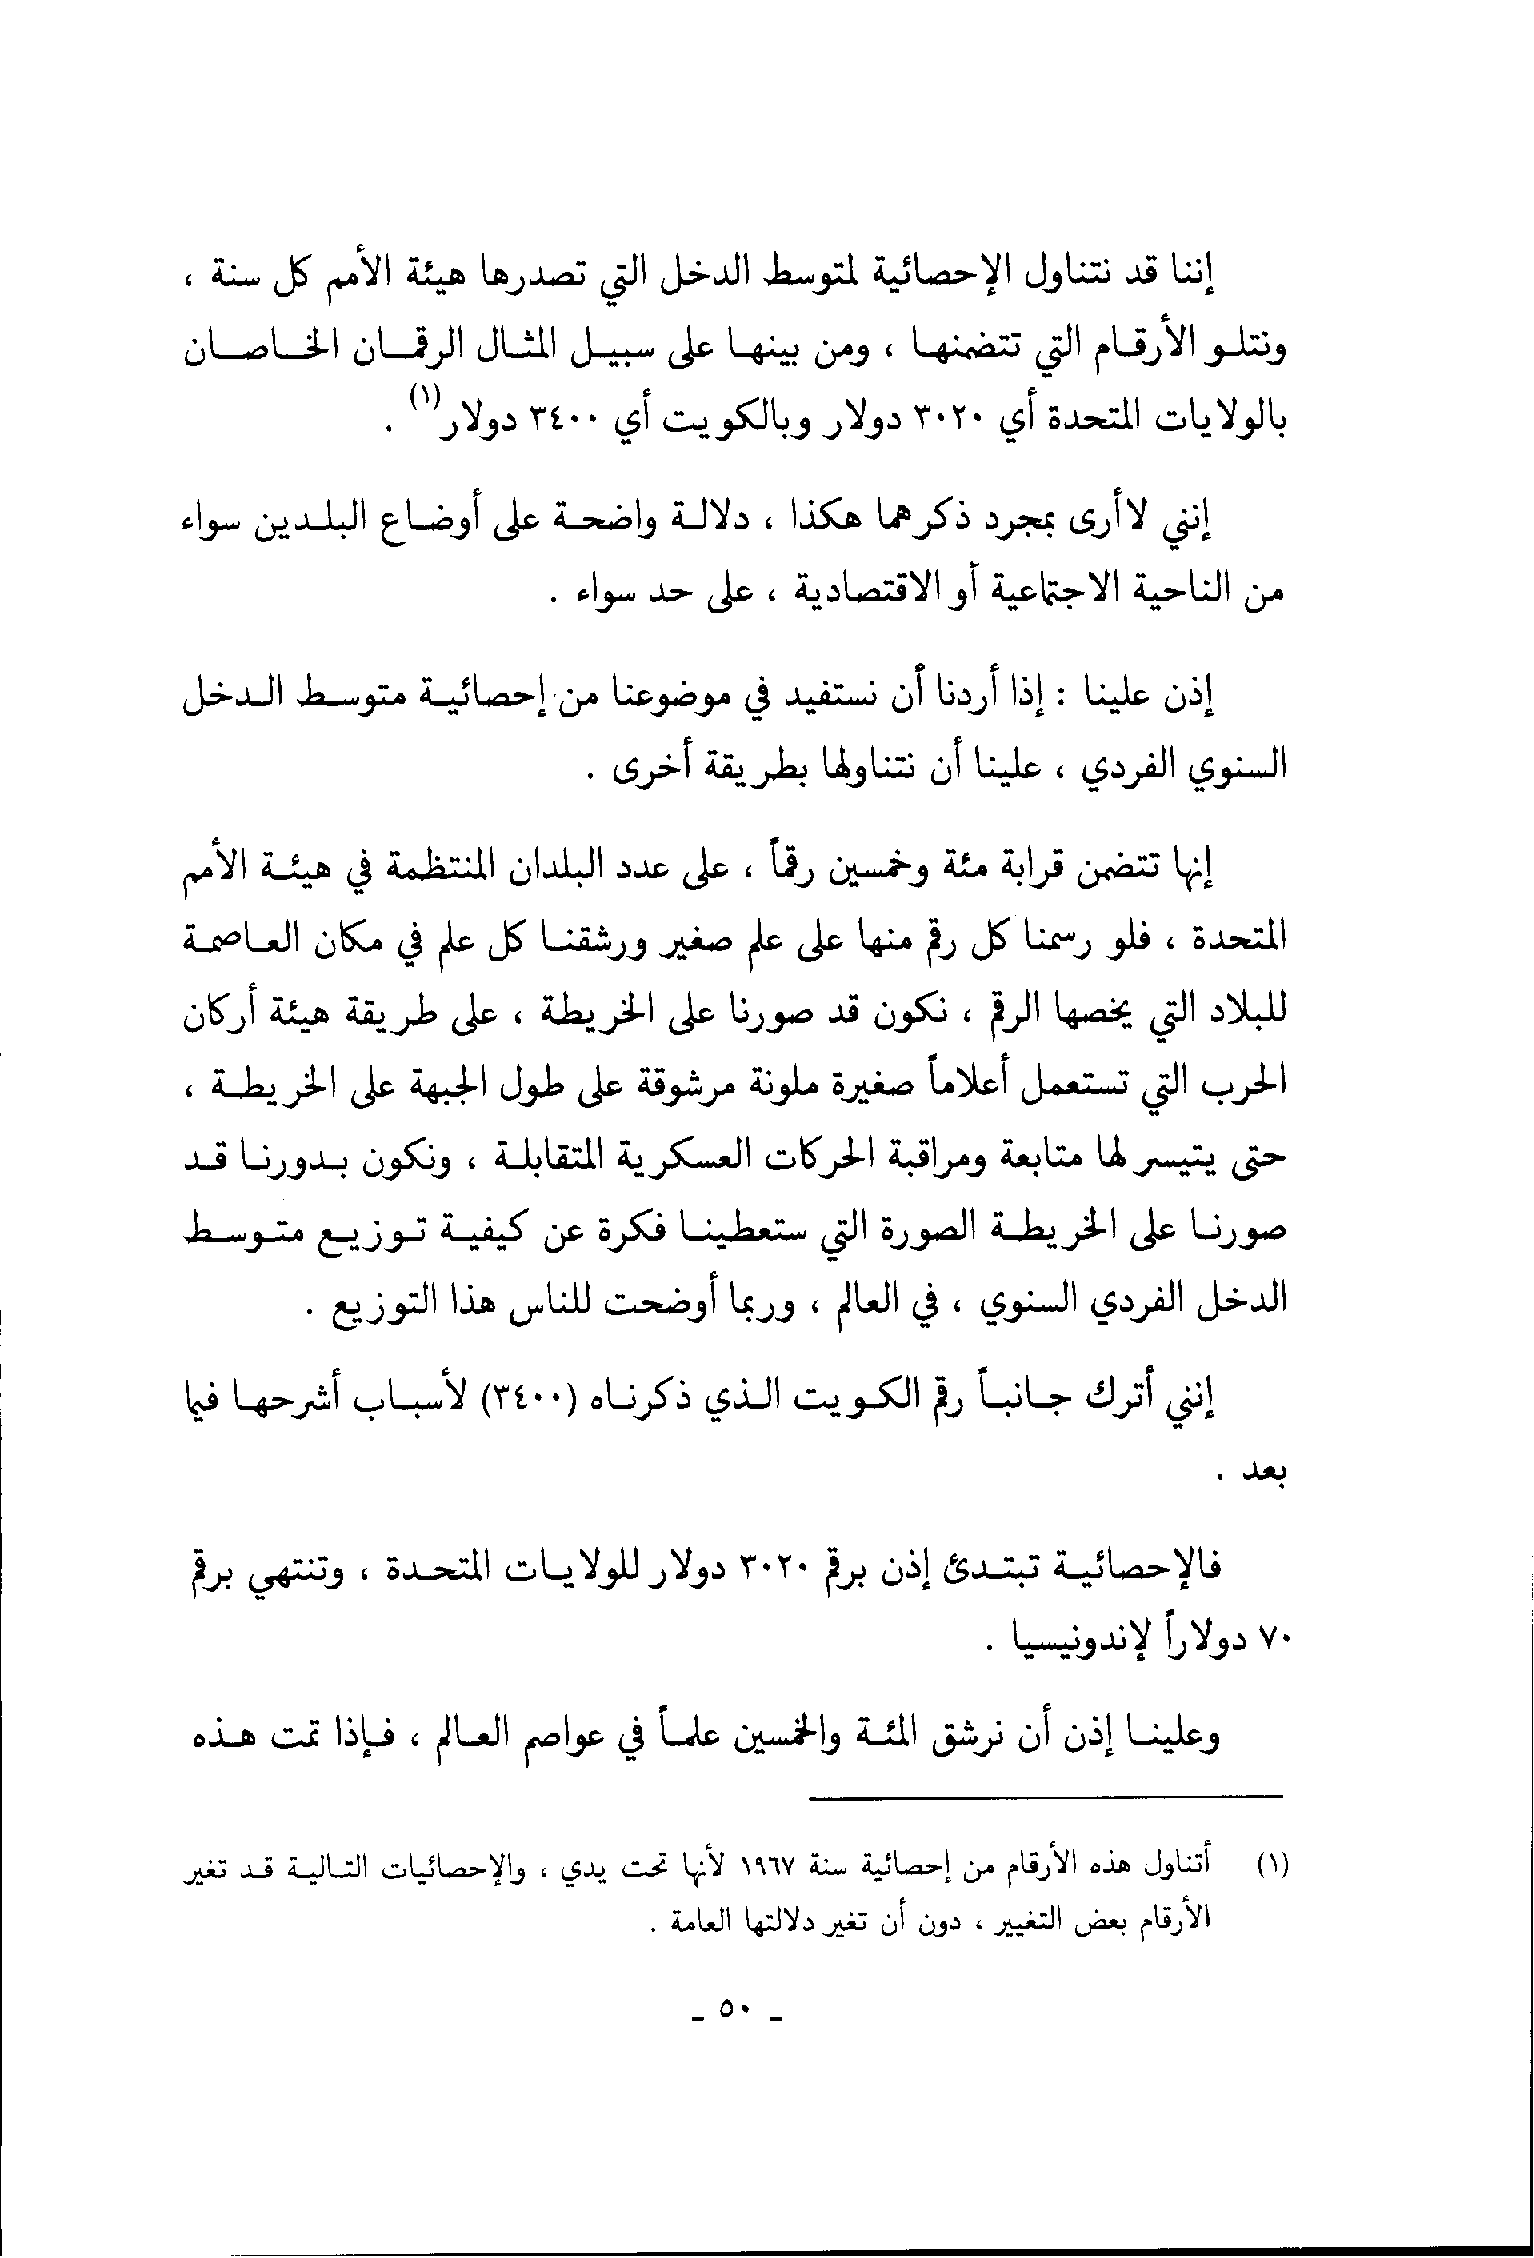 إننا قد نتناول الإحصائية لمتوسط الدخل التي تصدرها هيئة الأمم كل سنة ،
ونتلو الأرقام التي تتضمنها ، ومن بينها على سبيل المثال الرقمان الخاصان
بالولايات المتحدة أي ٣٠٢٠ دولار وبالكويت أي ٣٤٠٠ دولار(١) .
إنني لاأرى بمجرد ذكرهما هكذا ، دلالة واضحة على أوضاع البلدين سواء
من الناحية الاجتماعية أو الاقتصادية ، على حد سواء .
إذن علينا : إذا أردنا أن نستفيد في موضوعنا من إحصائية متوسط الدخل
السنوي الفردي ، علينا أن نتناولها بطريقة أخرى .
إنها تتضمن قرابة مئة وخمسين رقماً ، على عدد البلدان المنتظمة في هيئة الأمم
المتحدة ، فلو رسمنا كل رقم منها على علم صغير ورشقنا كل علم في مكان العاصمة
للبلاد التي يخصها الرقم ، نكون قد صورنا على الخريطة ، على طريقة هيئة أركان
الحرب التي تستعمل أعلاماً صغيرة ملونة مرشوقة على طول الجبهة على الخريطة ،
حتى يتيسر لها متابعة ومراقبة الحركات العسكرية المتقابلة ، ونكون بدورنا قد
صورنا على الخريطة الصورة التي ستعطينا فكرة عن كيفية توزيع متوسط
الدخل الفردي السنوي ، في العالم ، وربما أوضحت للناس هذا التوزيع .
إنني أترك جانباً رقم الكويت الذي ذكرناه (٣٤٠٠) لأسباب أشرحها فيما
بعد .
فالإحصائية تبتدئ إذن برقم ٣٠٢٠ دولار للولايات المتحدة ، وتنتهي برقم
٧٠ دولاراً لإندونيسيا .
وعلينا إذن أن نرشق المئة والخمسين علماً في عواصم العالم ، فإذا تمت هذه
(١) أتناول هذه الأرقام من إحصائية سنة ١٩٦٧ لأنها تحت يدي ، والإحصائيات التالية قد تغير
الأرقام بعض التغيير ، دون أن تغير دلالتها العامة .
_ ٥٠ _